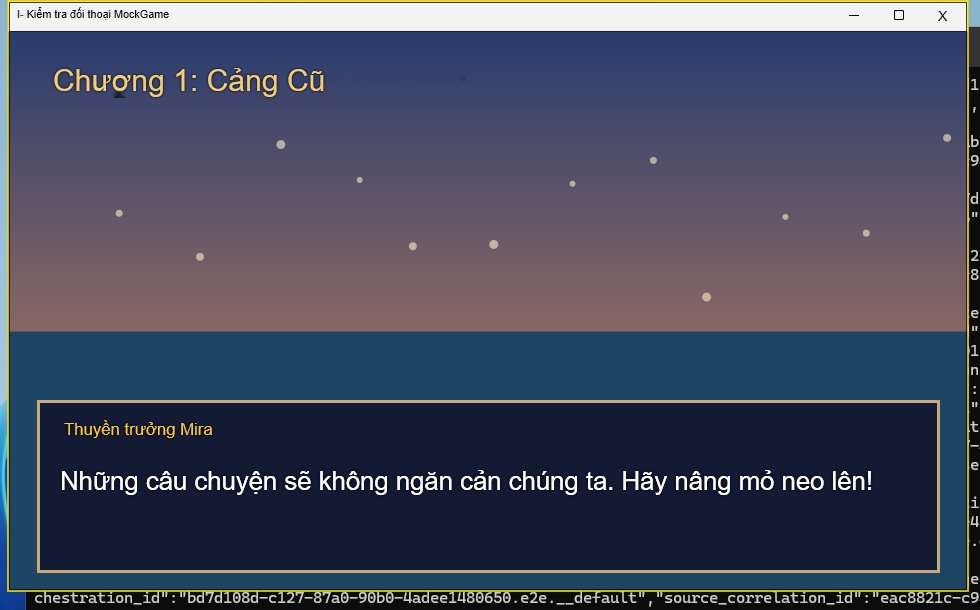 I- Kiểm tra đối thoại MockGame
Chương 1: Cảng Cũ
Thuyền trưởng Mira
Những câu chuyện sẽ không ngăn cản chúng ta. Hãy nâng mỏ neo lên!
chestration_id":"bd7d108d-c127-87a0-90b0-4adee1480650.e2e.__default","source_correlation_id":"eac8821c-c9